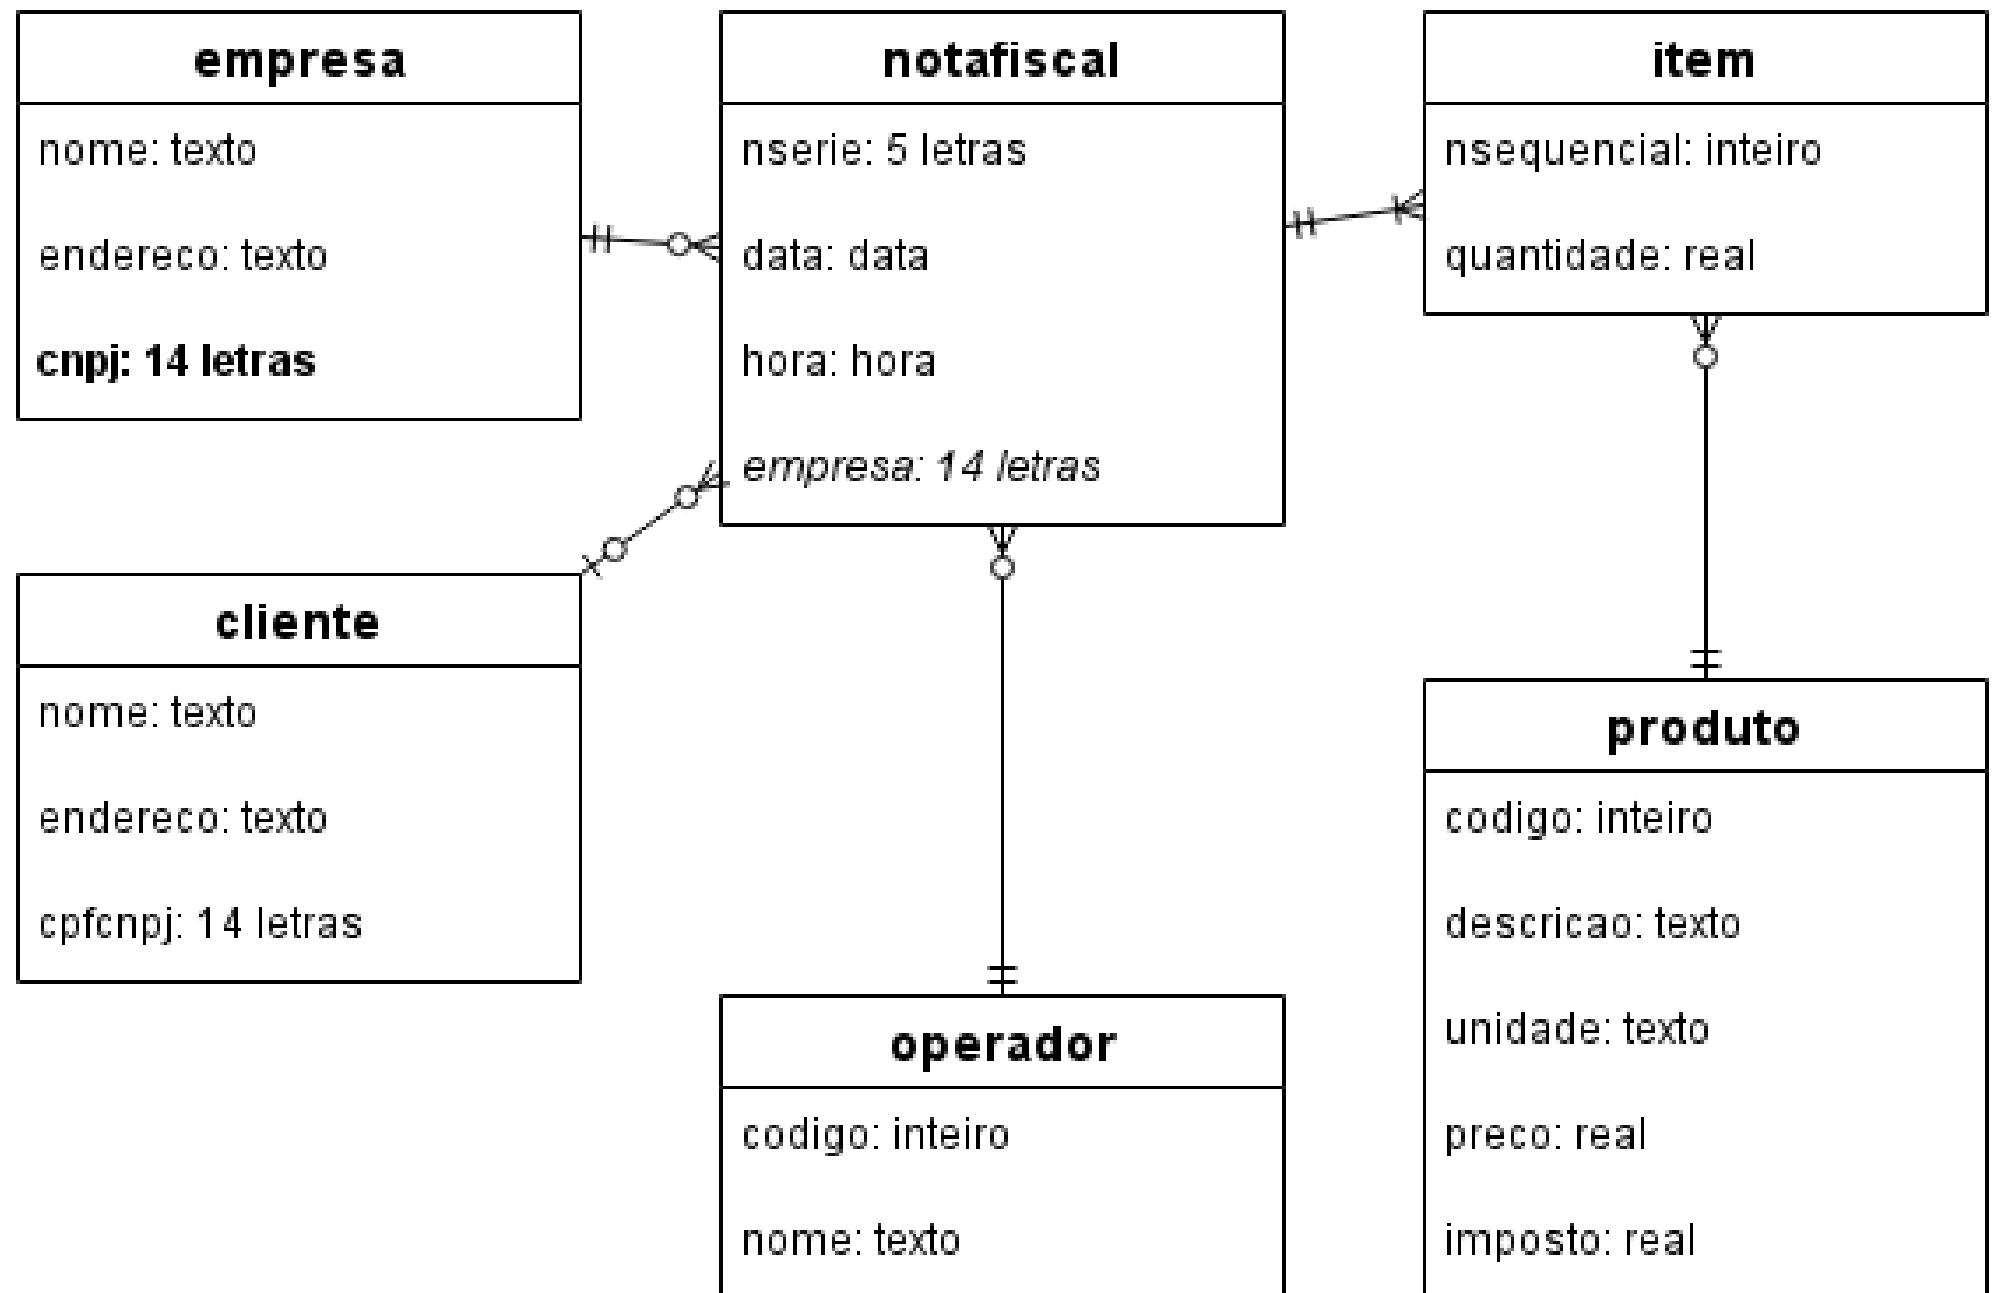 empresa
nome: texto
endereco: texto
cnpj: 14 letras
notafiscal
nserie: 5 letras
data: data
hora: hora
empresa: 14 letras
item
nsequencial: inteiro
quantidade: real
cliente
nome: texto
endereco: texto
cpfcnpj: 14 letras
operador
codigo: inteiro
nome: texto
produto
codigo: inteiro
descricao: texto
unidade: texto
preco: real
imposto: real